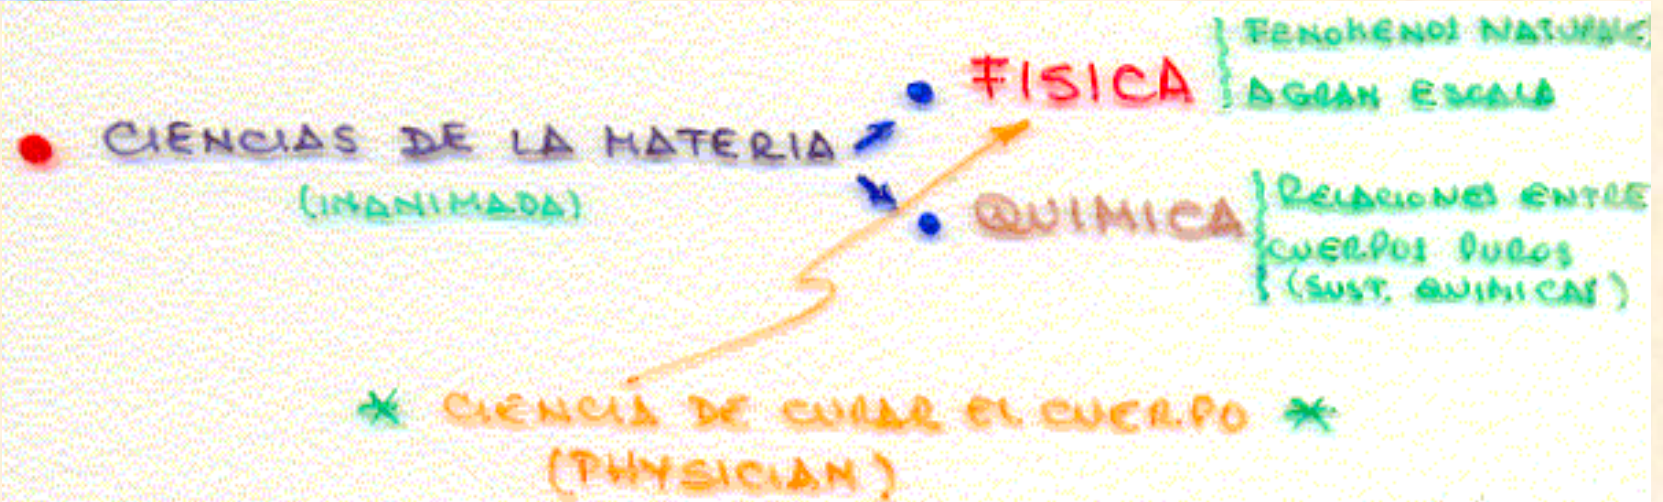 FENOMENOS NATURALE
FISICA
A GRAN ESCALA
CIENCIAS DE LA MATERIA
(INANIMADA)
RELACIONES ENTRE
QUIMICA
CUERPOS PUROS
(SUST. QUIMICAS)
* CIENCIA DE CURAR EL CUERPO *
(PHYSICIAN)